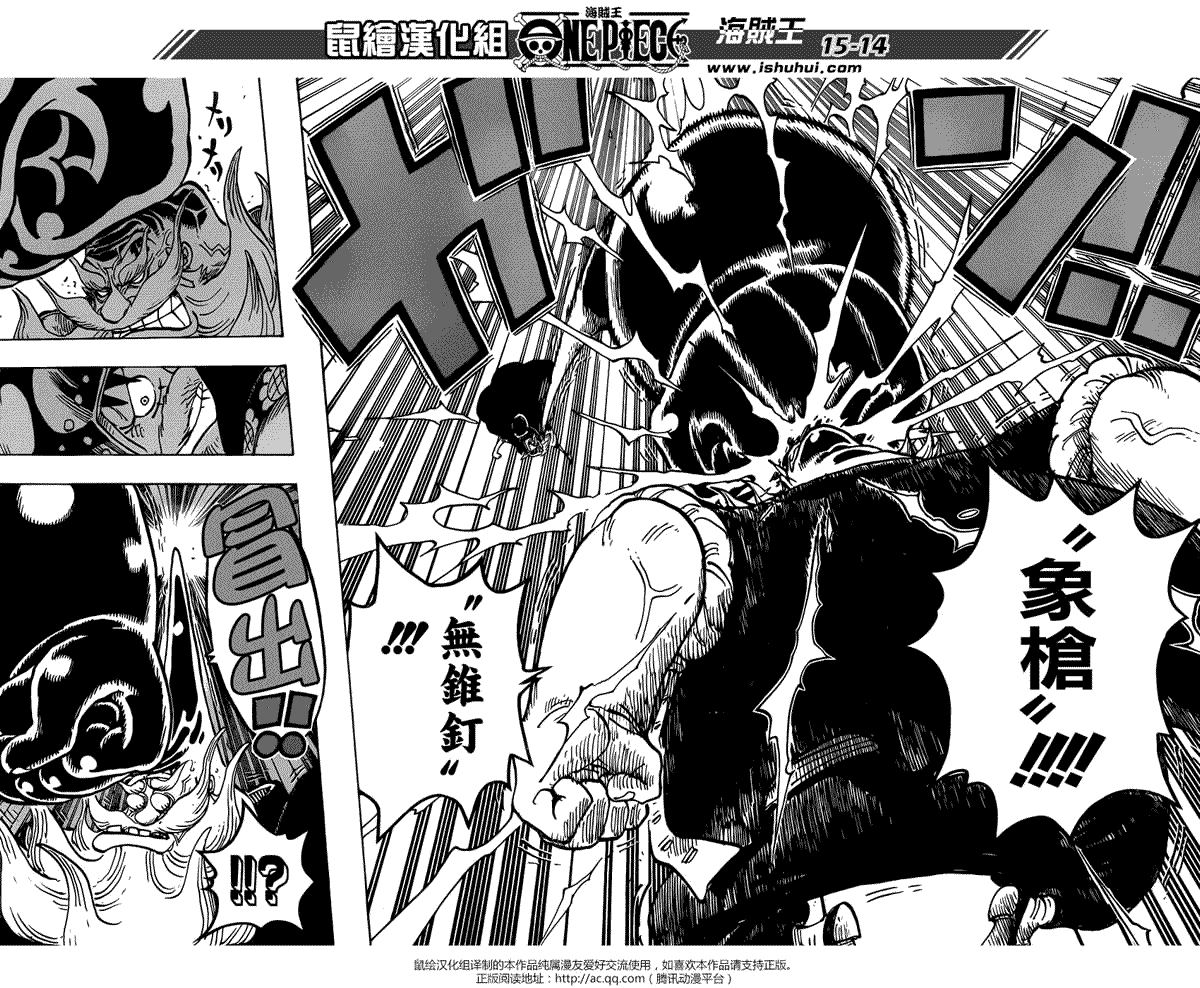 鼠繪漢化組
海賊王
ONE PIECE
海賊王
15-14
www.ishuhui.com
ガ
ン!!
"象槍"!!!!
"無錐釘"
!!!
メリ
メリ
冒出!!
!!?
鼠绘汉化组译制的本作品纯属漫友爱好交流使用，如喜欢本作品请支持正版。
正版阅读地址：http://ac.qq.com（腾讯动漫平台）